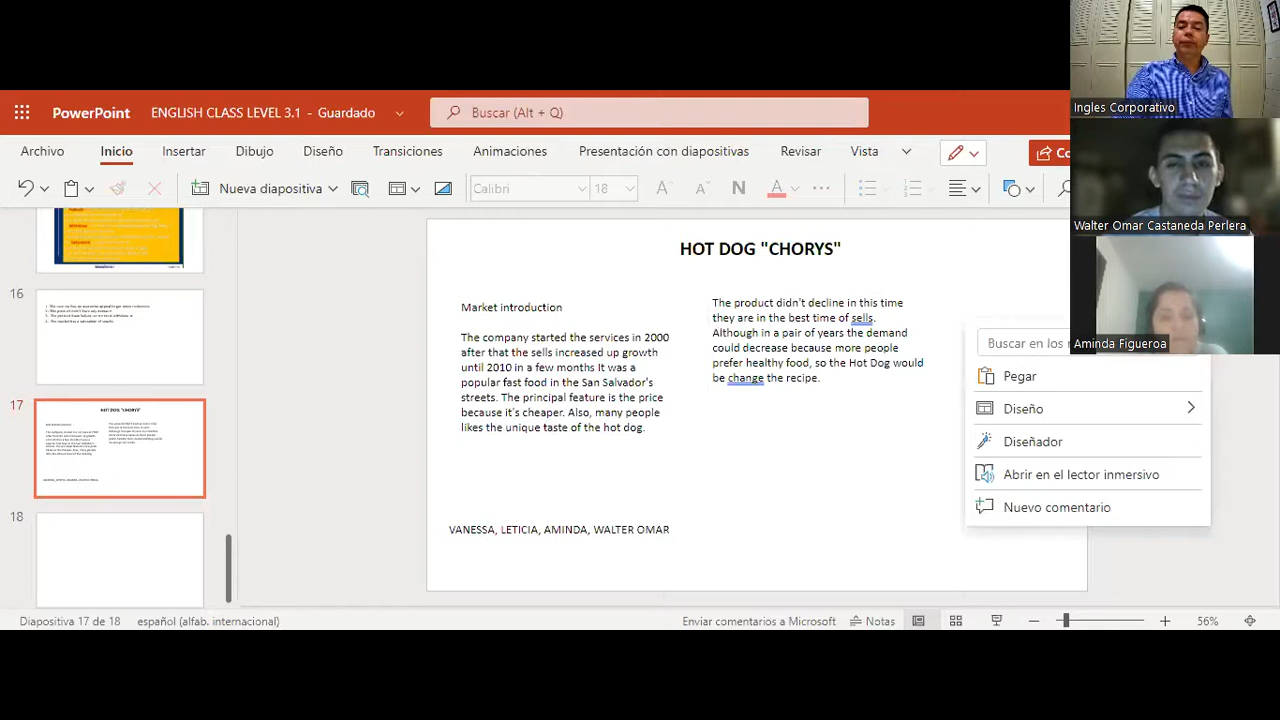 PowerPoint
ENGLISH CLASS LEVEL 3.1 - Guardado
Buscar (Alt + Q)
Archivo
Inicio
Insertar
Dibujo
Diseño
Transiciones
Animaciones
Presentación con diapositivas
Revisar
Vista
Co
Nueva diapositiva
Calibri
18
N
A
16
17
18
HOT DOG "CHORYS"
Market introduction
The company started the services in 2000
after that the sells increased up growth
until 2010 in a few months It was a
popular fast food in the San Salvador's
streets. The principal feature is the price
because it's cheaper. Also, many people
likes the unique taste of the hot dog.
The product didn't decline in this time
they are in the best time of sells.
Although in a pair of years the demand
could decrease because more people
prefer healthy food, so the Hot Dog would
be change the recipe.
VANESSA, LETICIA, AMINDA, WALTER OMAR
Buscar en los
Pegar
Diseño
Diseñador
Abrir en el lector inmersivo
Nuevo comentario
Ingles Corporativo
Walter Omar Castaneda Perlera
Aminda Figueroa
Diapositiva 17 de 18
español (alfab. internacional)
Enviar comentarios a Microsoft
Notas
56%